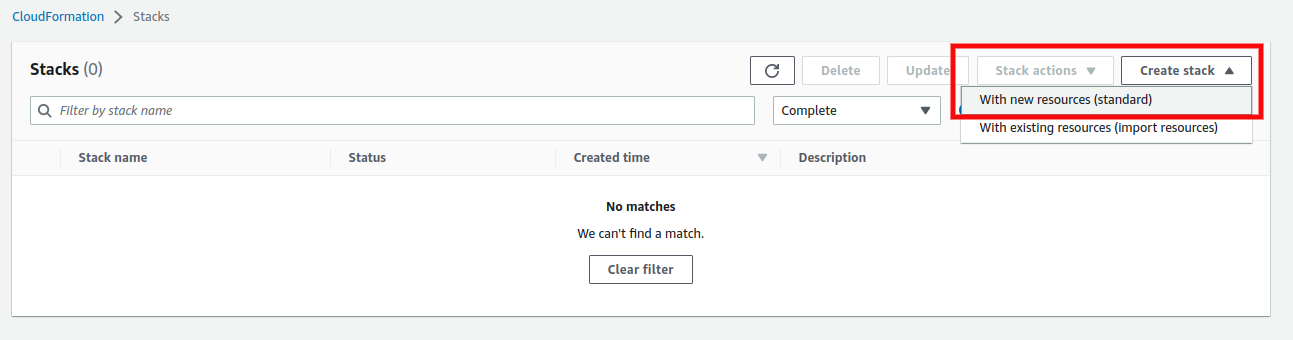 CloudFormation > Stacks
Stacks (0)
Delete
Update
Stack actions
Create stack
With new resources (standard)
With existing resources (import resources)
Filter by stack name
Complete
Stack name Status Created time Description
No matches
We can't find a match.
Clear filter